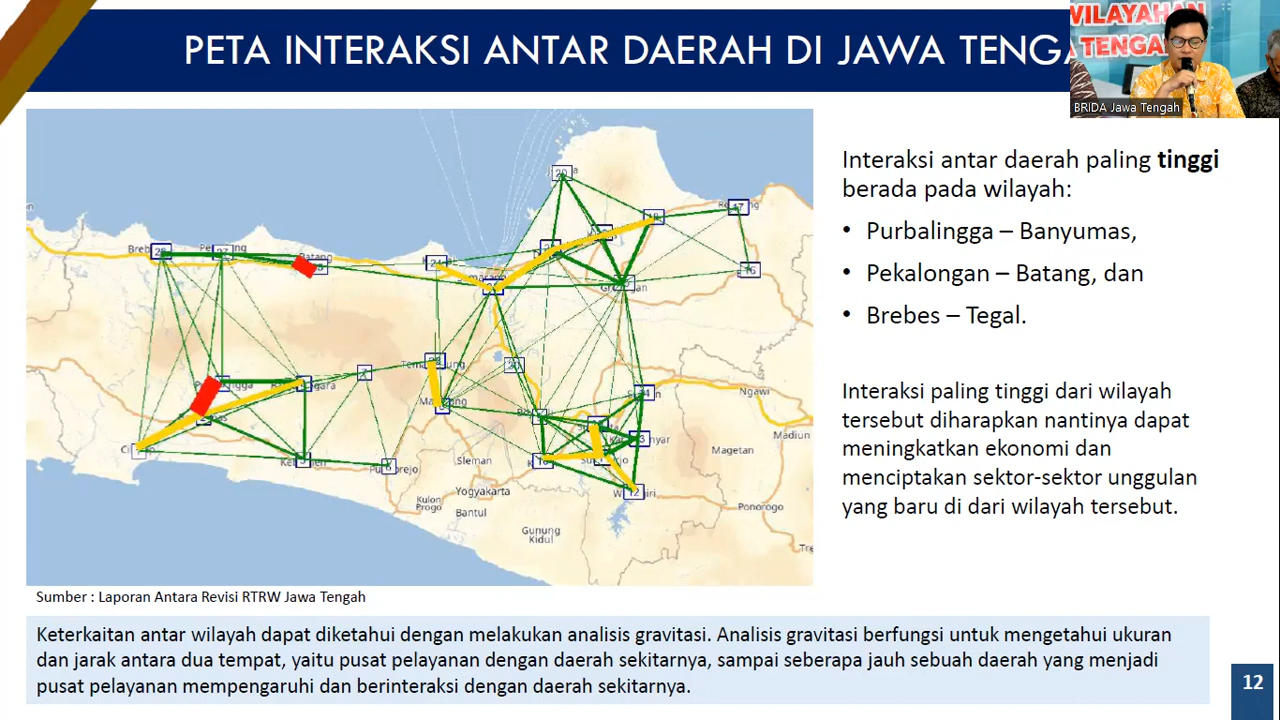 PETA INTERAKSI ANTAR DAERAH DI JAWA
WILAYAHAN
TENGAH
BRIDA Jawa Tengah
Interaksi antar daerah paling tinggi
berada pada wilayah:
• Purbalingga – Banyumas,
• Pekalongan – Batang, dan
• Brebes – Tegal.
Interaksi paling tinggi dari wilayah
tersebut diharapkan nantinya dapat
meningkatkan ekonomi dan
menciptakan sektor-sektor unggulan
yang baru di dari wilayah tersebut.
Batang
Ngawi
Madiun
Magetan
Sleman
Yogyakarta
Kulon
Progo
Bantul
Ponorogo
Gunung
Kidul
Sumber : Laporan Antara Revisi RTRW Jawa Tengah
Keterkaitan antar wilayah dapat diketahui dengan melakukan analisis gravitasi. Analisis gravitasi berfungsi untuk mengetahui ukuran
dan jarak antara dua tempat, yaitu pusat pelayanan dengan daerah sekitarnya, sampai seberapa jauh sebuah daerah yang menjadi
pusat pelayanan mempengaruhi dan berinteraksi dengan daerah sekitarnya.
12